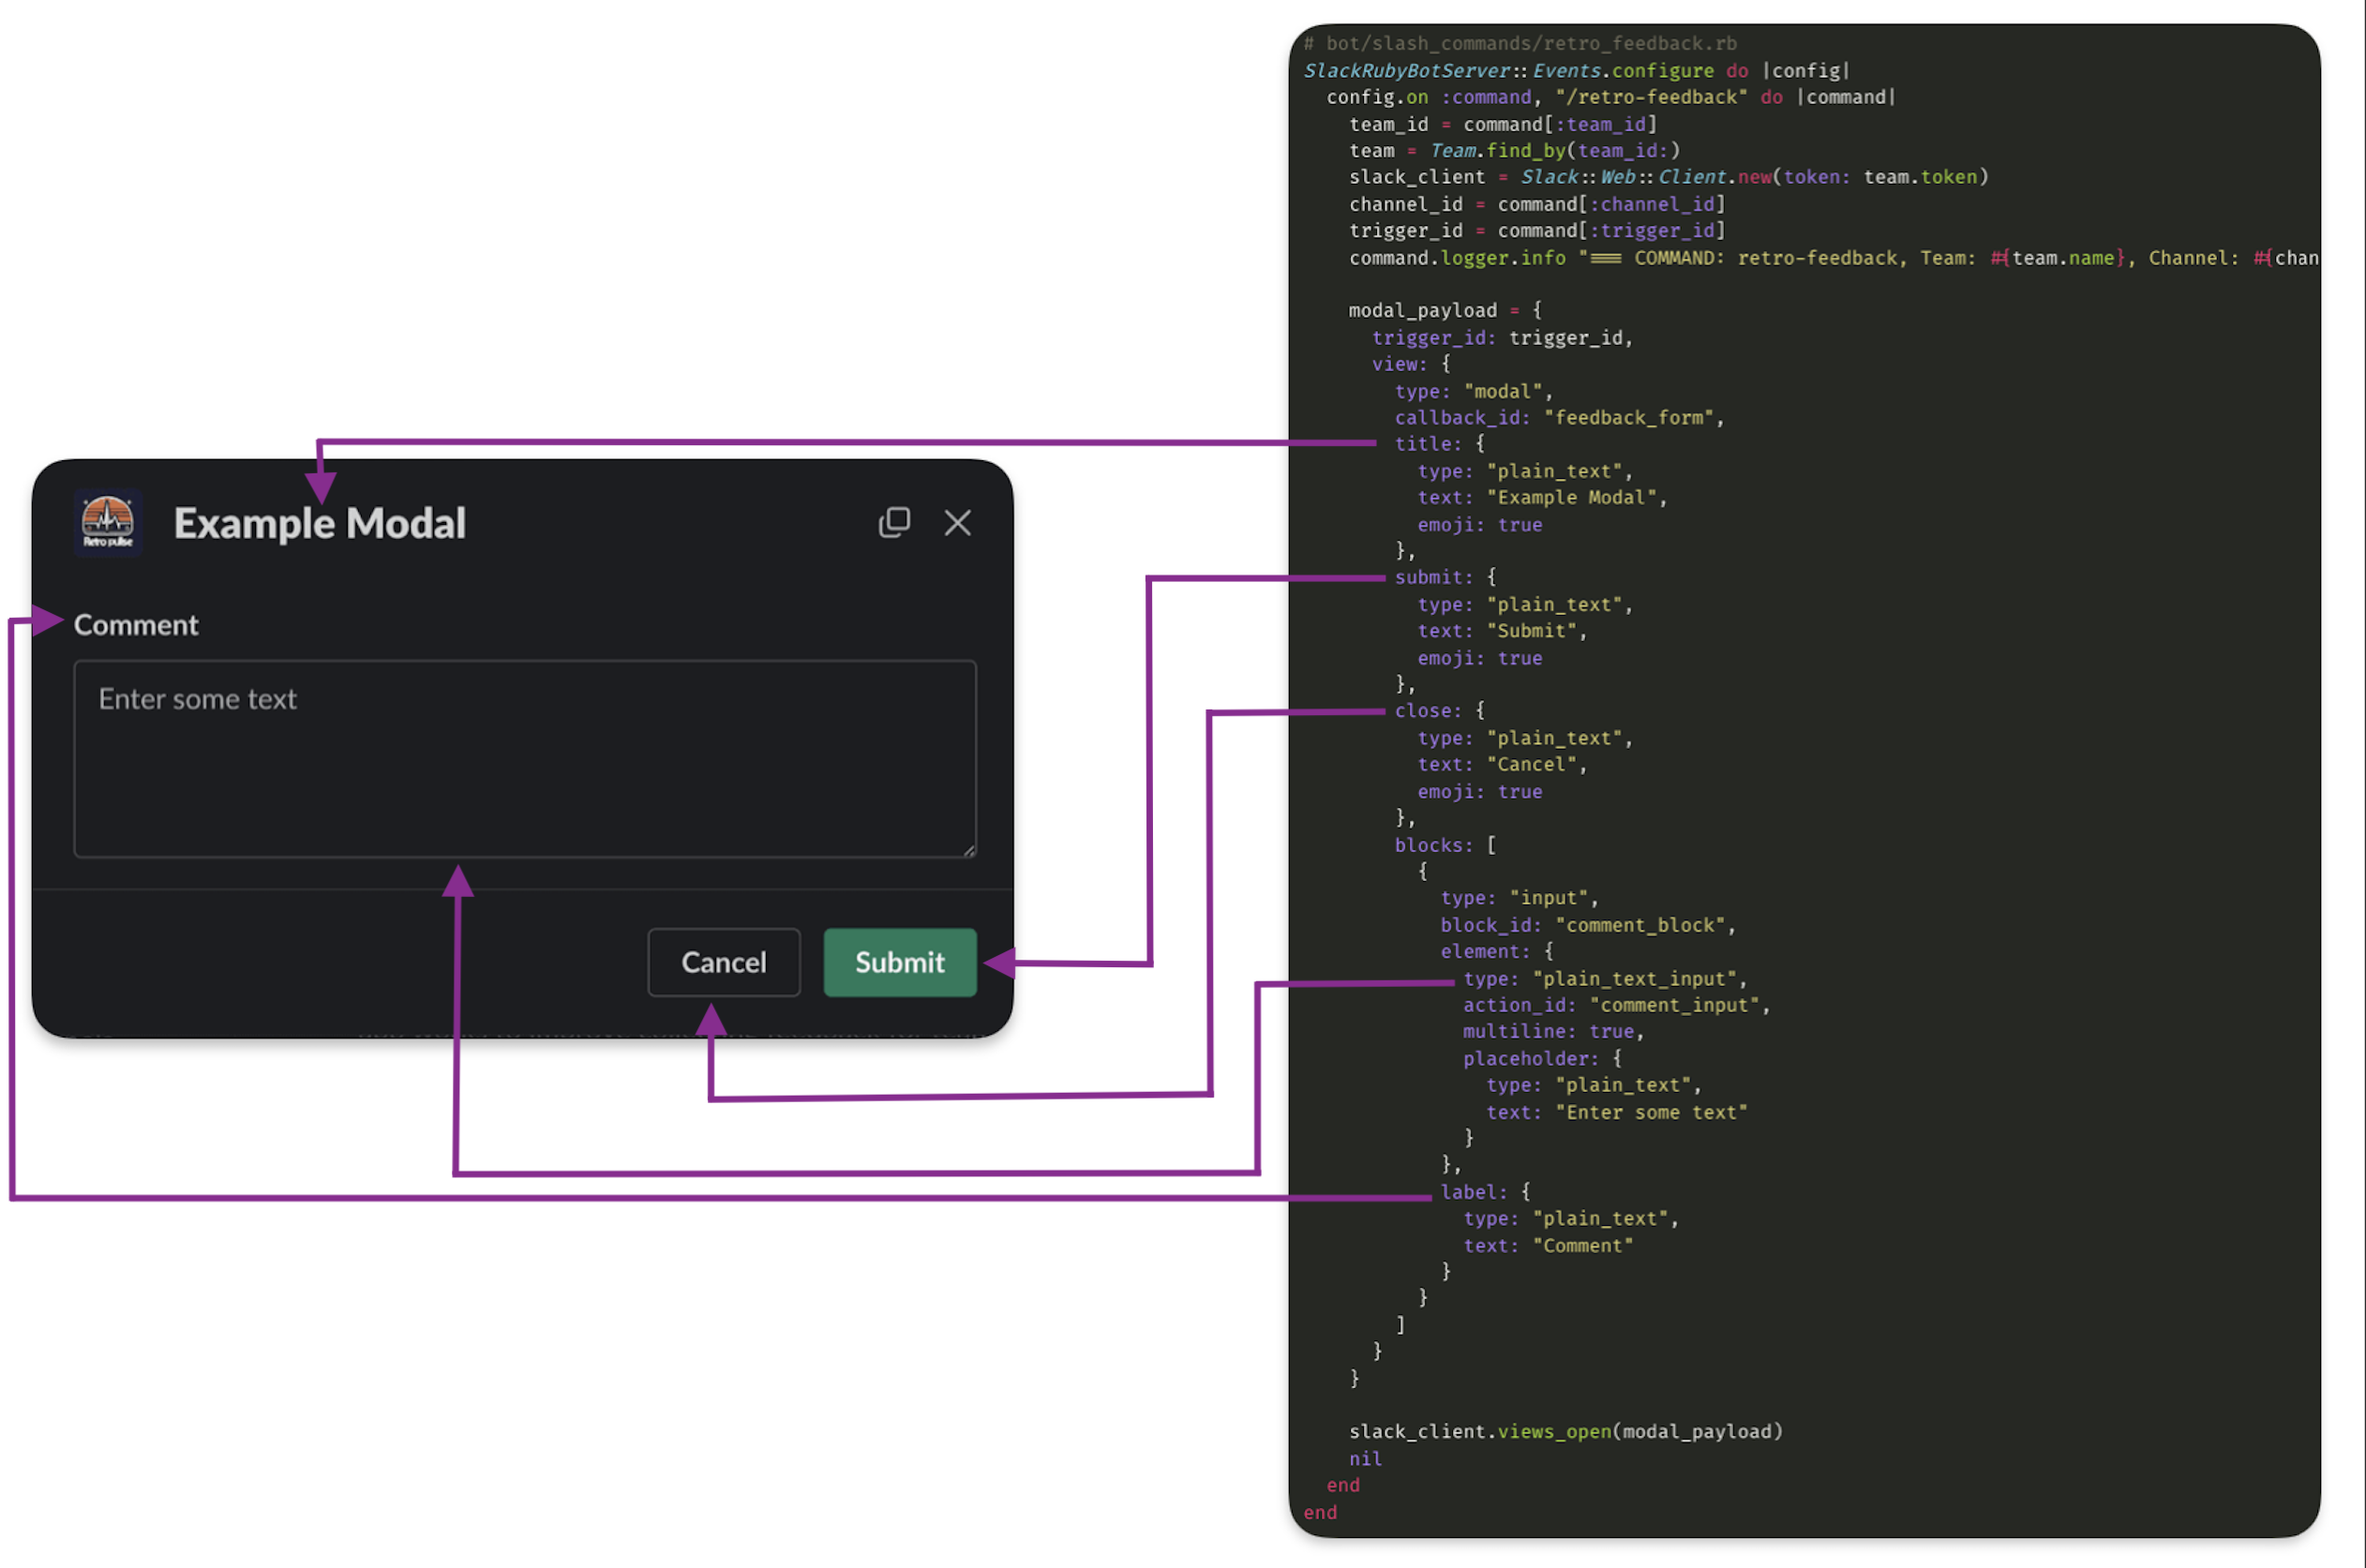 Retro pulse
Example Modal
Comment
Enter some text
Cancel
Submit
# bot/slash_commands/retro_feedback.rb
SlackRubyBotServer::Events.configure do |config|
  config.on :command, "/retro-feedback" do |command|
    team_id = command[:team_id]
    team = Team.find_by(team_id:)
    slack_client = Slack::Web::Client.new(token: team.token)
    channel_id = command[:channel_id]
    trigger_id = command[:trigger_id]
    command.logger.info "=== COMMAND: retro-feedback, Team: #{team.name}, Channel: #{chan
    modal_payload = {
      trigger_id: trigger_id,
      view: {
        type: "modal",
        callback_id: "feedback_form",
        title: {
          type: "plain_text",
          text: "Example Modal",
          emoji: true
        },
        submit: {
          type: "plain_text",
          text: "Submit",
          emoji: true
        },
        close: {
          type: "plain_text",
          text: "Cancel",
          emoji: true
        },
        blocks: [
          {
            type: "input",
            block_id: "comment_block",
            element: {
              type: "plain_text_input",
              action_id: "comment_input",
              multiline: true,
              placeholder: {
                type: "plain_text",
                text: "Enter some text"
              }
            },
            label: {
              type: "plain_text",
              text: "Comment"
            }
          }
        ]
      }
    }
    slack_client.views_open(modal_payload)
    nil
  end
end